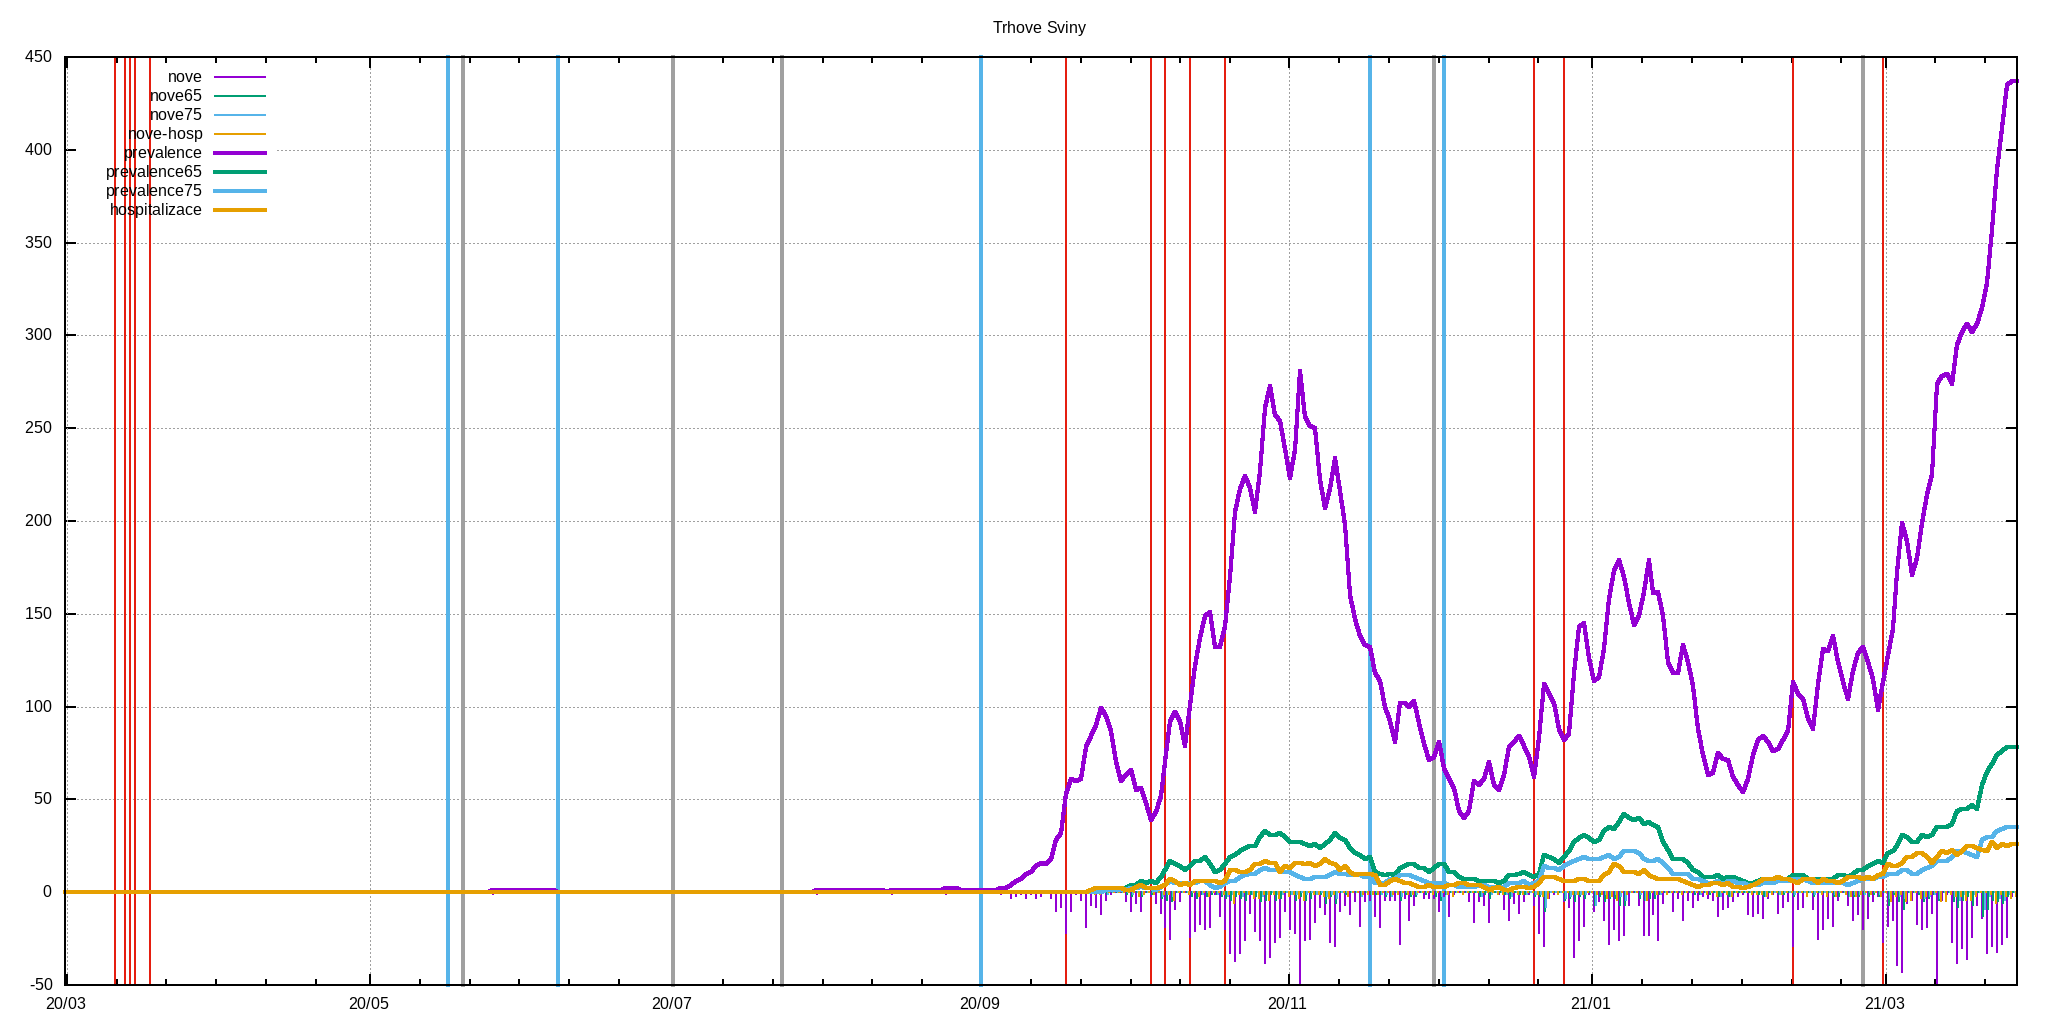 Trhove Sviny
450
400
350
300
250
200
150
100
50
0
-50
nove
nove65
nove75
nove-hosp
prevalence
prevalence65
prevalence75
hospitalizace
20/03
20/05
20/07
20/09
20/11
21/01
21/03